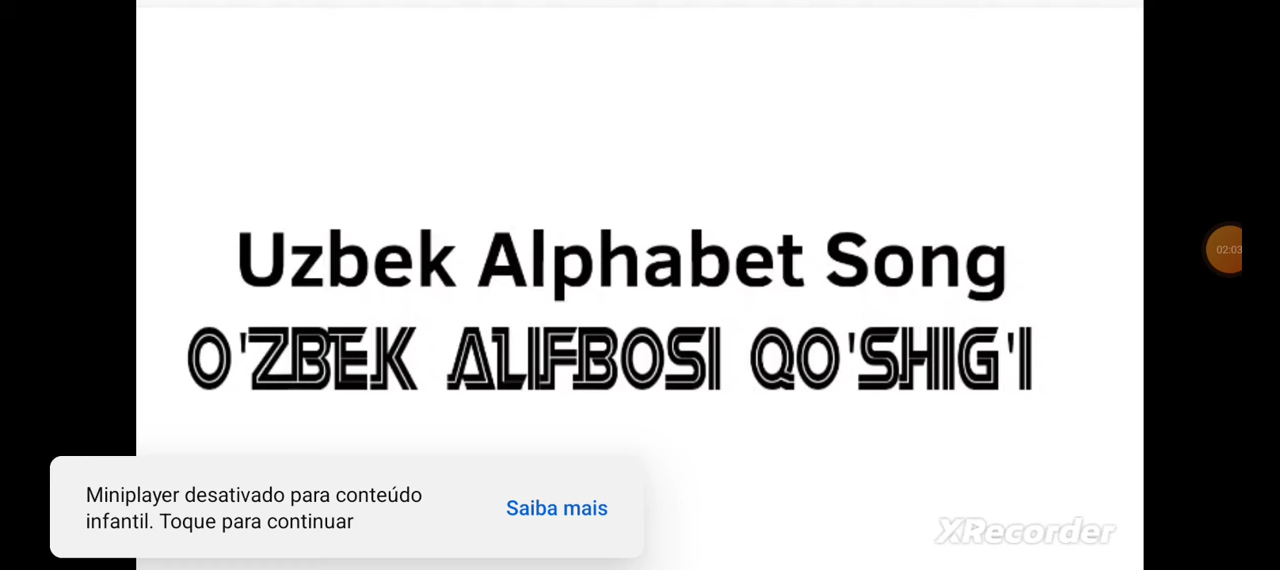 Uzbek Alphabet Song
O'ZBEK ALIFBOSI QO'SHIG'I
02:03
Miniplayer desativado para conteúdo
infantil. Toque para continuar
Saiba mais
XRecorder